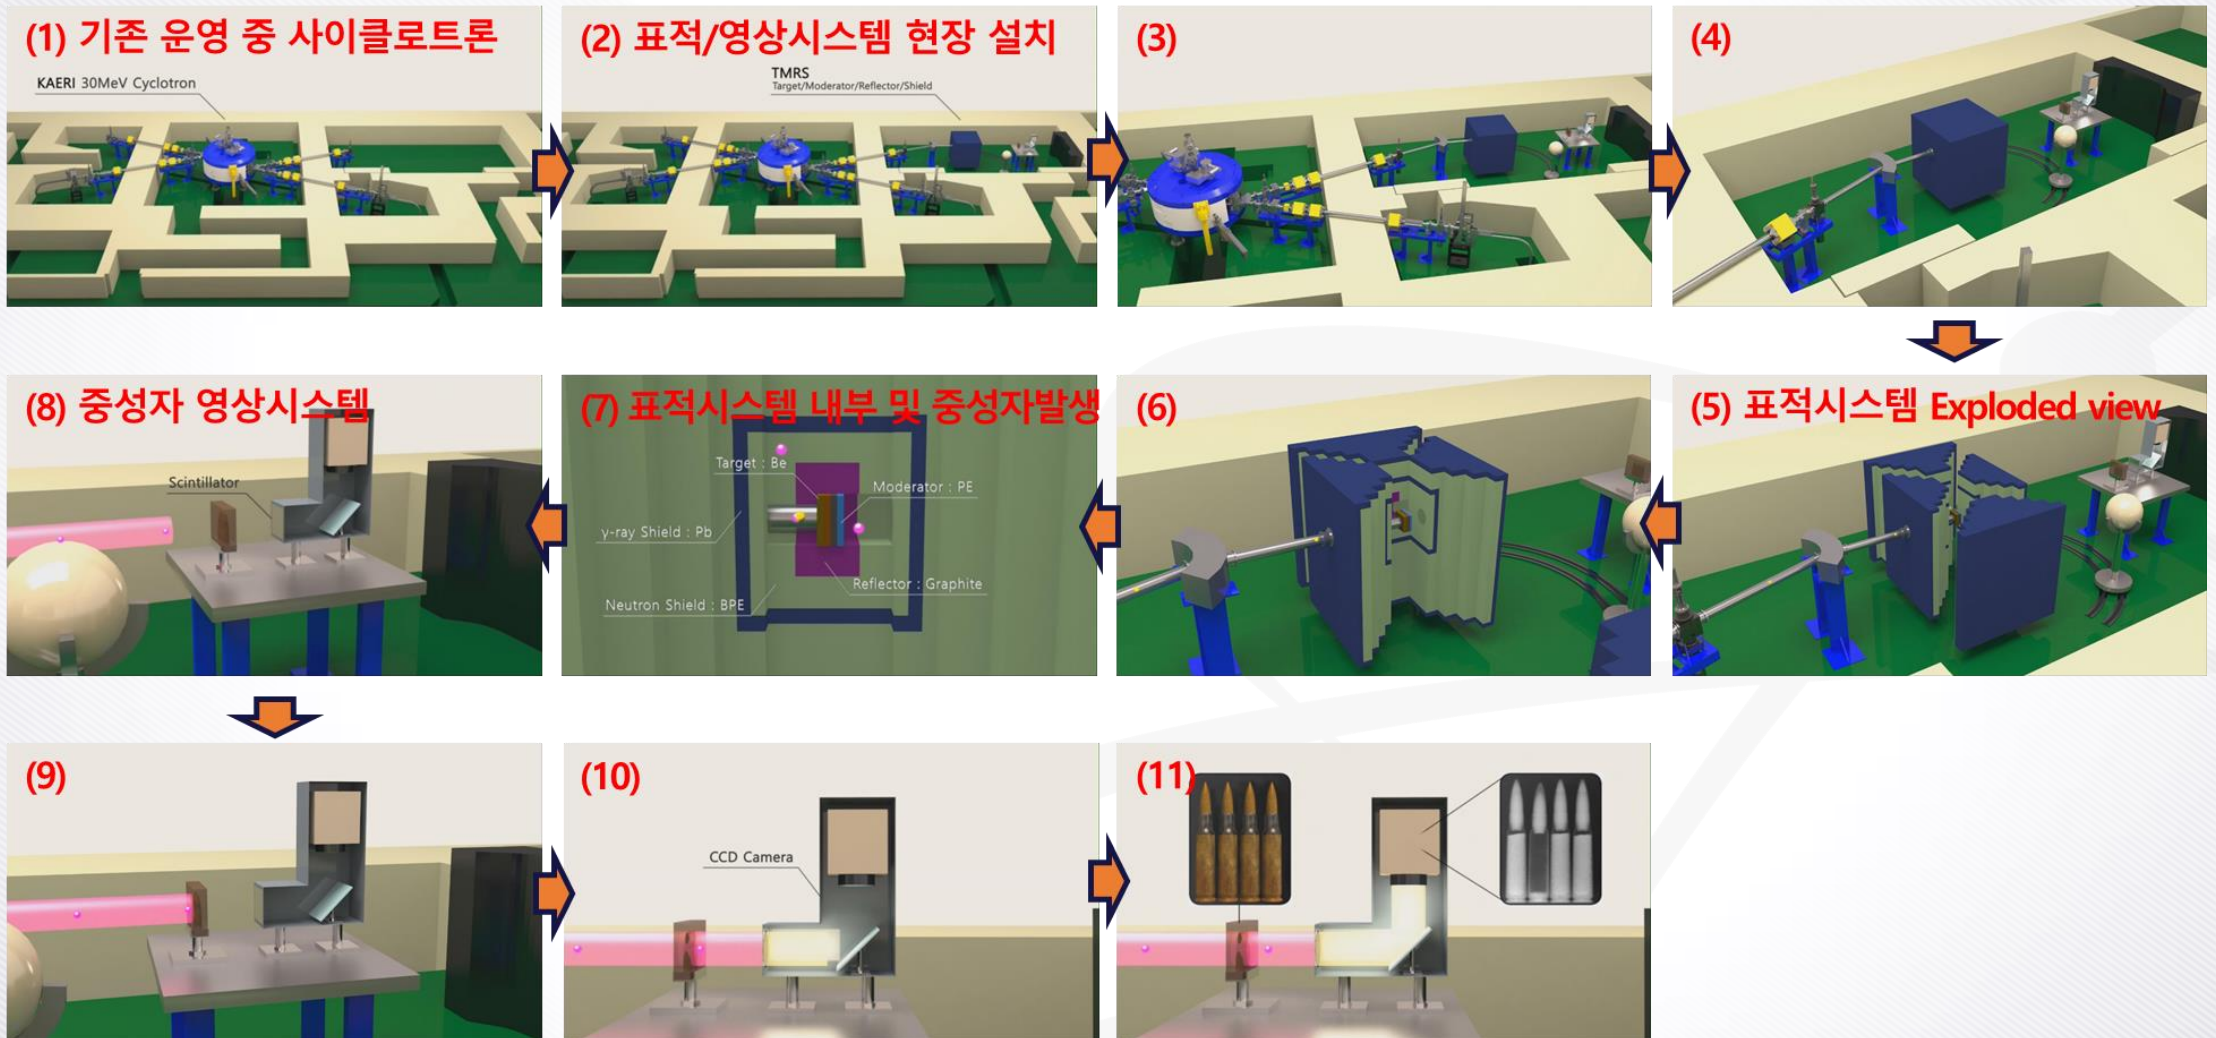 (1) 기존 운영 중 사이클로트론
KAERI 30MeV Cyclotron
(2) 표적/영상시스템 현장 설치
TMRS
Target/Moderator/Reflector/Shield
(3)
(4)
(5) 표적시스템 Exploded view
(6)
(7) 표적시스템 내부 및 중성자발생
Target : Be
Moderator : PE
γ-ray Shield : Pb
Reflector : Graphite
Neutron Shield : BPE
(8) 중성자 영상시스템
Scintillator
(9)
(10)
CCD Camera
(11)